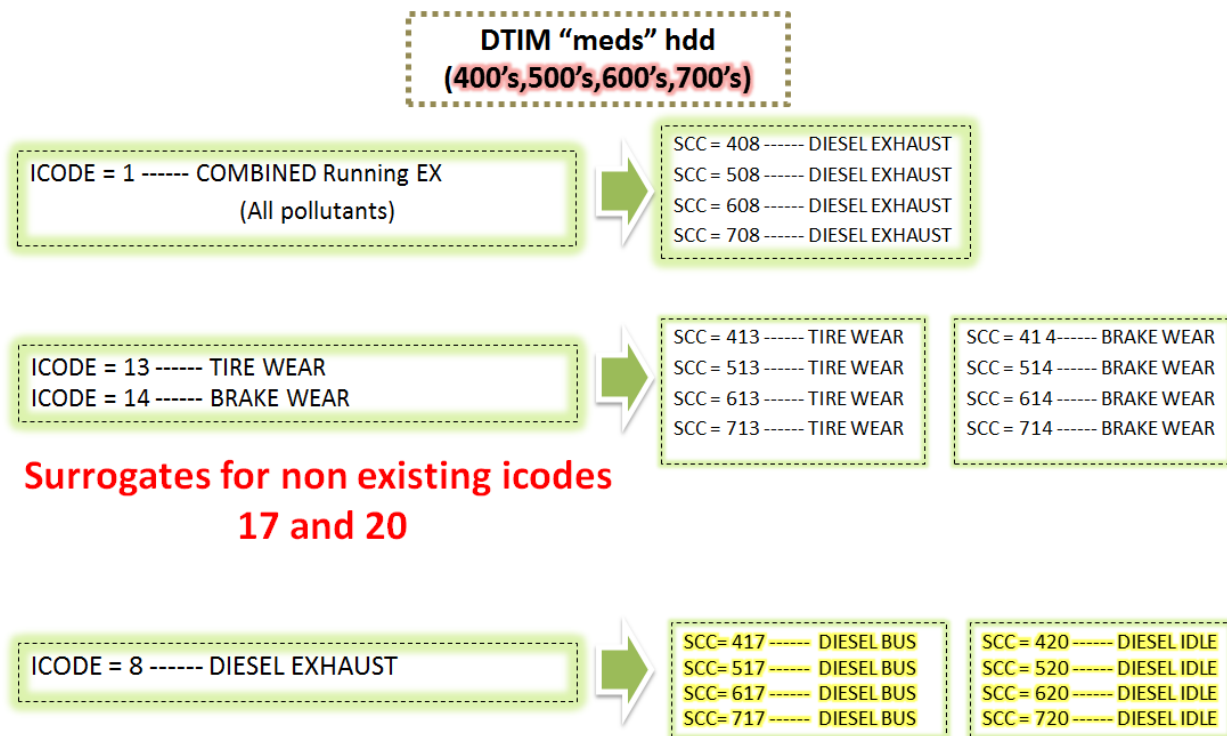 DTIM “meds” hdd
(400’s,500’s,600’s,700’s)
ICODE = 1 ------ COMBINED Running EX
(All pollutants)
SCC = 408 ------ DIESEL EXHAUST
SCC = 508 ------ DIESEL EXHAUST
SCC = 608 ------ DIESEL EXHAUST
SCC = 708 ------ DIESEL EXHAUST
ICODE = 13 ------ TIRE WEAR
ICODE = 14 ------ BRAKE WEAR
SCC = 413 ------ TIRE WEAR
SCC = 513 ------ TIRE WEAR
SCC = 613 ------ TIRE WEAR
SCC = 713 ------ TIRE WEAR
SCC = 41 4------ BRAKE WEAR
SCC = 514 ------ BRAKE WEAR
SCC = 614 ------ BRAKE WEAR
SCC = 714 ------ BRAKE WEAR
Surrogates for non existing icodes
17 and 20
ICODE = 8 ------ DIESEL EXHAUST
SCC= 417 ------ DIESEL BUS
SCC= 517 ------ DIESEL BUS
SCC= 617 ------ DIESEL BUS
SCC= 717 ------ DIESEL BUS
SCC = 420 ------ DIESEL IDLE
SCC = 520 ------ DIESEL IDLE
SCC = 620 ------ DIESEL IDLE
SCC = 720 ------ DIESEL IDLE